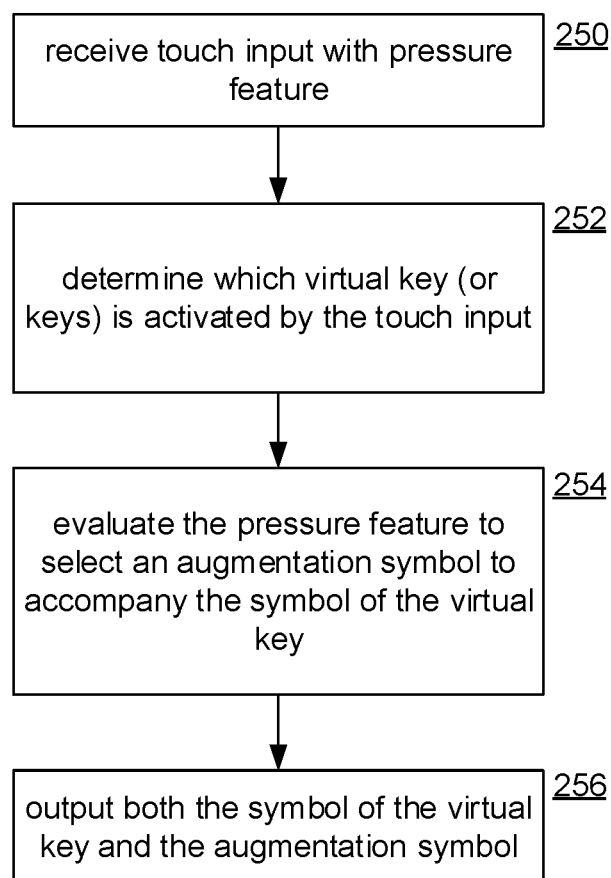 receive touch input with pressure
feature
250
determine which virtual key (or
keys) is activated by the touch input
252
evaluate the pressure feature to
select an augmentation symbol to
accompany the symbol of the virtual
key
254
output both the symbol of the virtual
key and the augmentation symbol
256